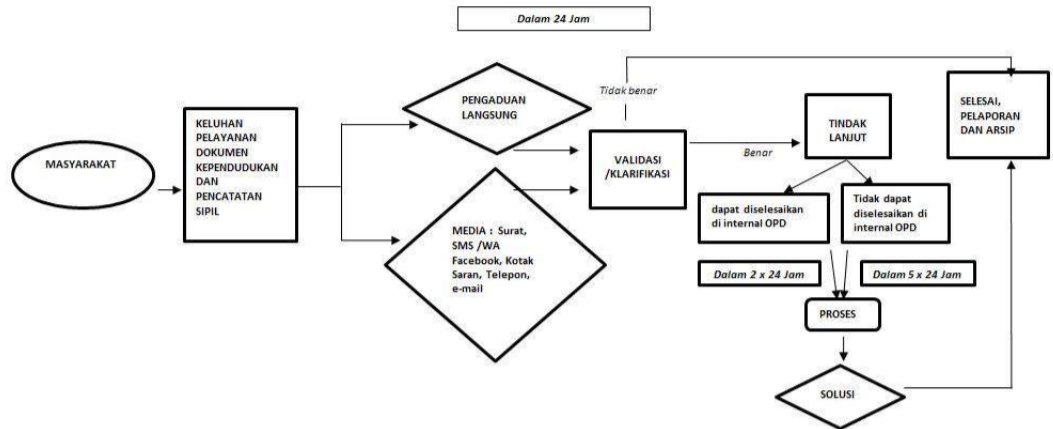 Dalam 24 Jam
MASYARAKAT
KELUHAN
PELAYANAN
DOKUMEN
KEPENDUDUKAN
DAN
PENCATATAN
SIPIL
PENGADUAN
LANGSUNG
MEDIA : Surat,
SMS /WA
Facebook, Kotak
Saran, Telepon,
e-mail
VALIDASI
/KLARIFIKASI
Tidak benar
Benar
TINDAK
LANJUT
dapat diselesaikan
di internal OPD
Tidak dapat
diselesaikan di
internal OPD
Dalam 2 x 24 Jam
Dalam 5 x 24 Jam
PROSES
SOLUSI
SELESAI,
PELAPORAN
DAN ARSIP